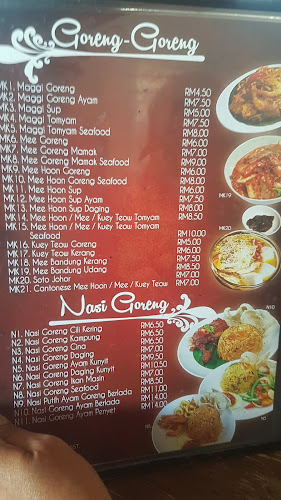 Goreng-Goreng
MK1. Maggi Goreng RM4.50
MK2. Maggi Goreng Ayam RM7.50
MK3. Maggi Sup RM5.00
MK4. Maggi Tomyam RM5.00
MK5. Maggi Tomyam Seafood RM8.00
MK6. Mee Goreng RM6.00
MK7. Mee Goreng Mamak RM7.00
MK8. Mee Goreng Mamak Seafood RM9.00
MK9. Mee Hoon Goreng RM6.00
MK10. Mee Hoon Goreng Seafood RM8.00
MK11. Mee Hoon Sup RM6.00
MK12. Mee Hoon Sup Ayam RM7.50
MK13. Mee Hoon Sup Daging RM8.00
MK14. Mee Hoon / Mee / Kuey Teow Tomyam RM8.50
MK15. Mee Hoon / Mee / Kuey Teow Tomyam
Seafood RM10.00
MK16. Kuey Teow Goreng RM5.00
MK17. Kuey Teow Kerang RM6.00
MK18. Mee Bandung Kerang RM7.50
MK19. Mee Bandung Udang RM8.50
MK20. Soto Johor RM7.00
MK21. Cantonese Mee Hoon / Mee / Kuey Teow RM8.50
MK19
MK20
Nasi Goreng
N1. Nasi Goreng Cili Kering RM6.50
N2. Nasi Goreng Kampung RM6.50
N3. Nasi Goreng Cina RM7.00
N4. Nasi Goreng Daging RM9.50
N5. Nasi Goreng Ayam Kunyit RM6.50
N6. Nasi Goreng Daging Kunyit RM7.50
N7. Nasi Goreng Ikan Masin RM7.00
N8. Nasi Goreng Seafood RM8.50
N9. Nasi Putih Ayam Goreng Berlada RM11.00
N10. Nasi Goreng Ayam Berlada RM14.00
N11. Nasi Goreng Ayam Penyet RM14.00
N10
N5